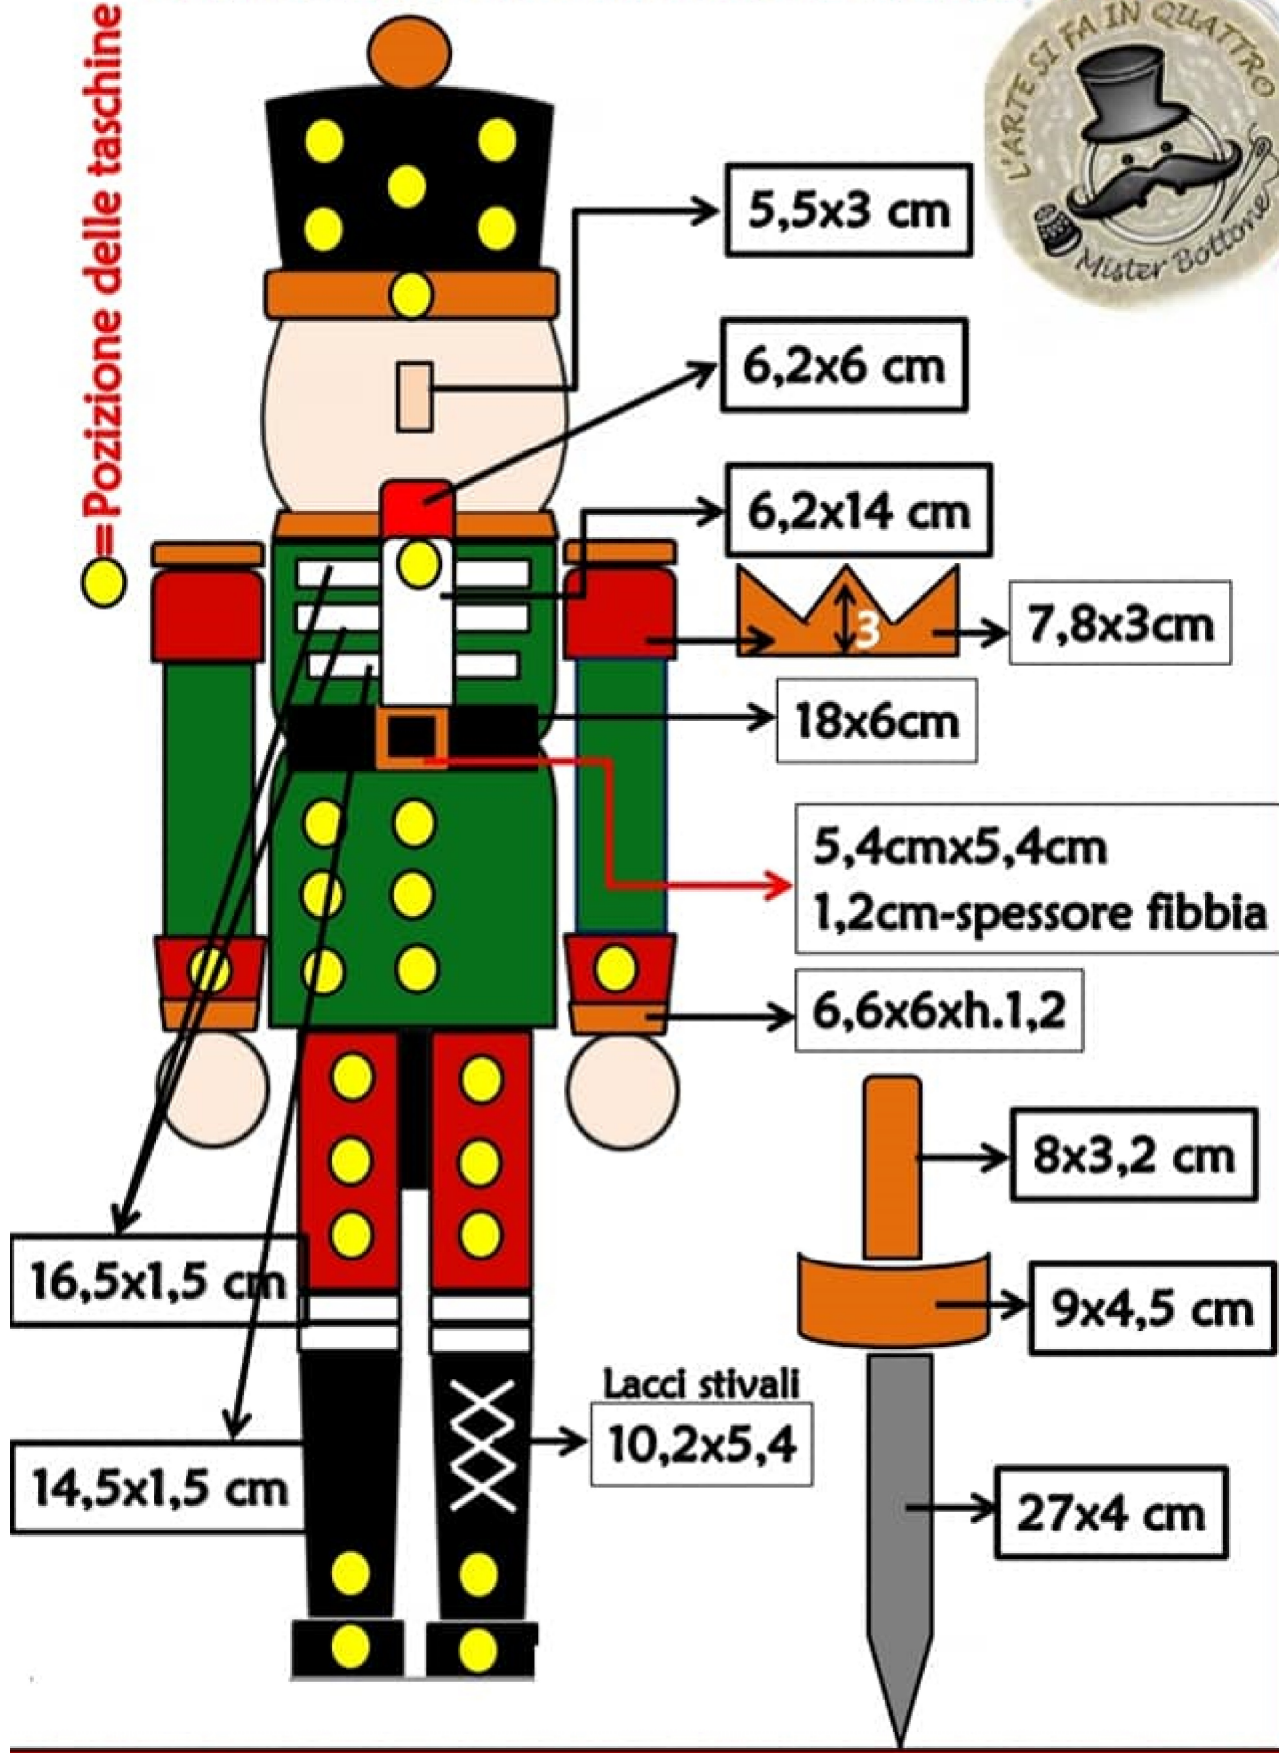 =Pozizione delle taschine
L'ARTE SI FA IN QUATTRO
Mister Bottone
5,5x3 cm
6,2x6 cm
6,2x14 cm
3
7,8x3cm
18x6cm
5,4cmx5,4cm
1,2cm-spessore fibbia
6,6x6xh.1,2
8x3,2 cm
16,5x1,5 cm
9x4,5 cm
Lacci stivali
10,2x5,4
14,5x1,5 cm
27x4 cm